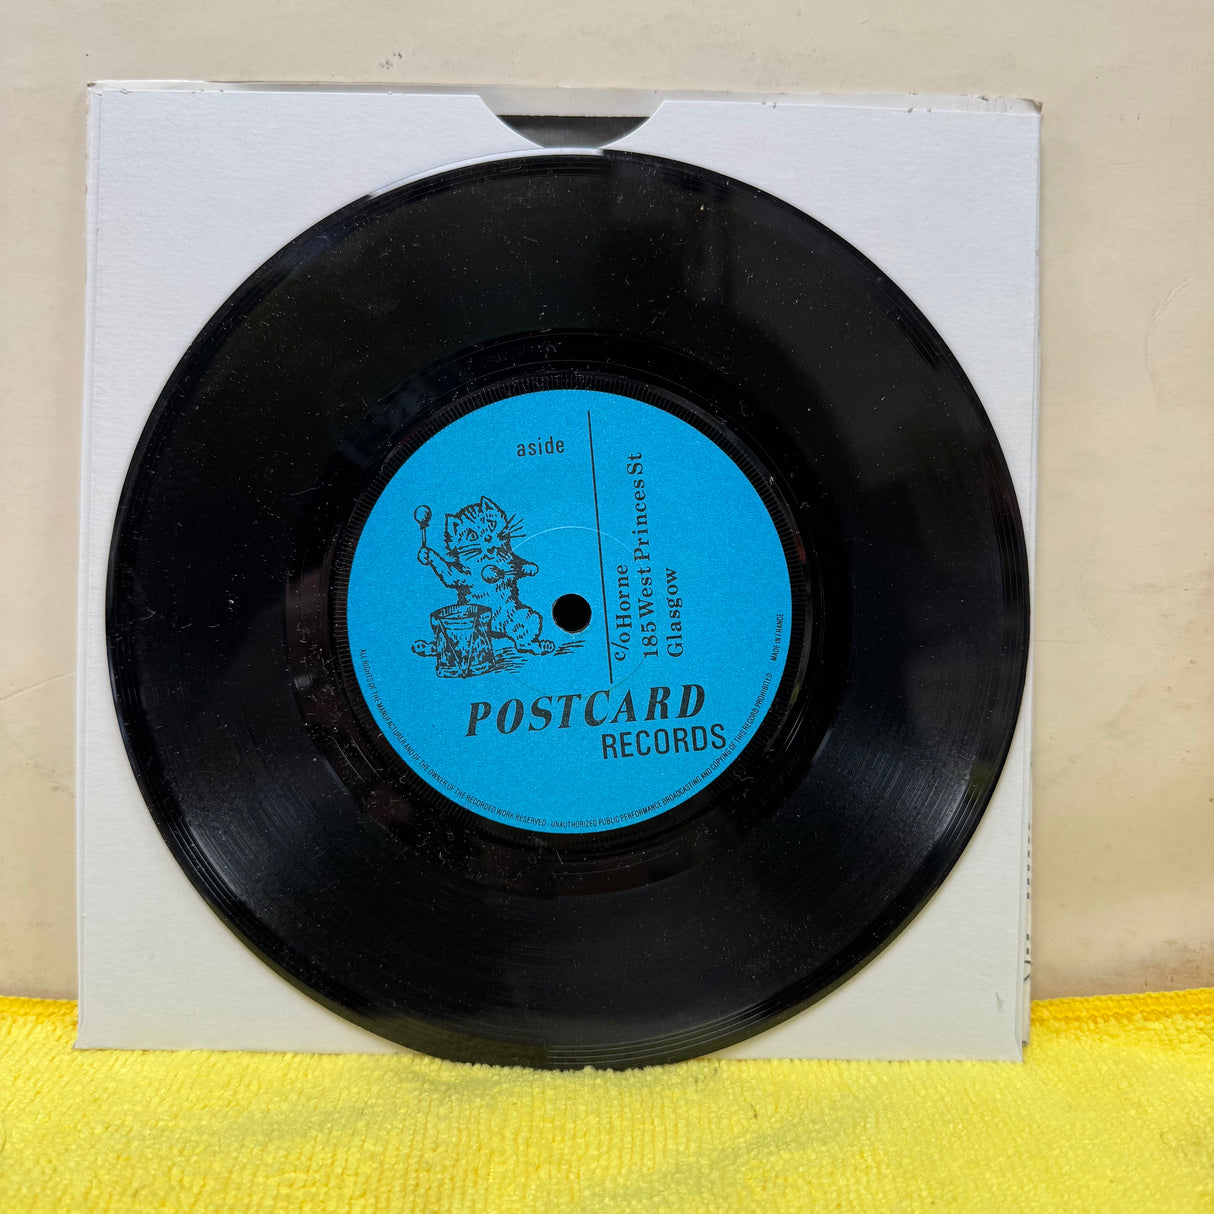 aside
c/o Horne
185 West Princes St
Glasgow
POSTCARD
RECORDS
ALL RIGHTS OF THE MANUFACTURER AND OF THE OWNER OF THE RECORDED WORK RESERVED - UNAUTHORIZED PUBLIC PERFORMANCE BROADCASTING AND COPYING OF THIS RECORD PROHIBITED MADE IN FRANCE